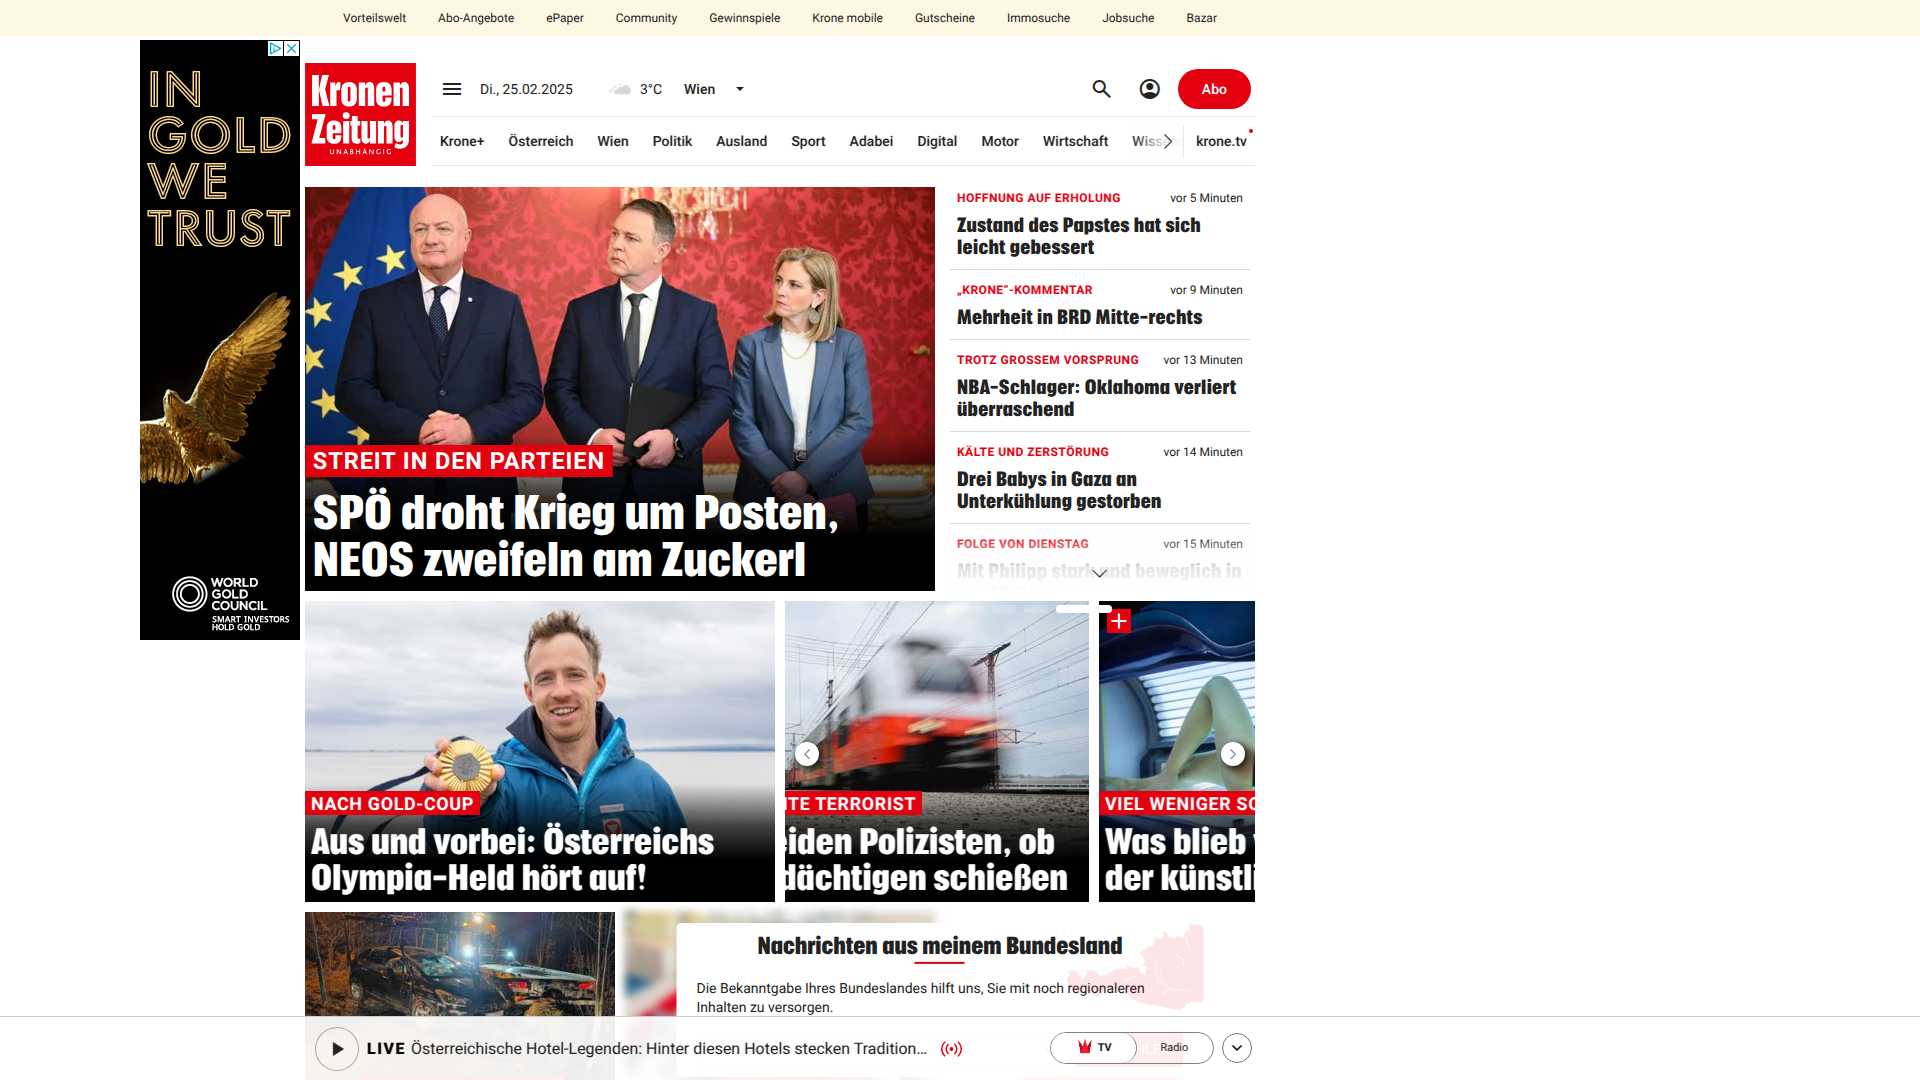 Vorteilswelt Abo-Angebote ePaper Community Gewinnspiele Krone mobile Gutscheine Immosuche Jobsuche Bazar
IN
GOLD
WE
TRUST
WORLD
GOLD
COUNCIL
SMART INVESTORS
HOLD GOLD
Kronen
Zeitung
UNABHÄNGIG
Di., 25.02.2025 3°C Wien
Abo
Krone+ Österreich Wien Politik Ausland Sport Adabei Digital Motor Wirtschaft krone.tv
STREIT IN DEN PARTEIEN
SPÖ droht Krieg um Posten,
NEOS zweifeln am Zuckerl
HOFFNUNG AUF ERHOLUNG vor 5 Minuten
Zustand des Papstes hat sich
leicht gebessert
„KRONE“-KOMMENTAR vor 9 Minuten
Mehrheit in BRD Mitte-rechts
TROTZ GROSSEM VORSPRUNG vor 13 Minuten
NBA-Schlager: Oklahoma verliert
überraschend
KÄLTE UND ZERSTÖRUNG vor 14 Minuten
Drei Babys in Gaza an
Unterkühlung gestorben
FOLGE VON DIENSTAG vor 15 Minuten
Mit Philipp stark und beweglich in
NACH GOLD-COUP
Aus und vorbei: Österreichs
Olympia-Held hört auf!
TE TERRORIST
eiden Polizisten, ob
dächtigen schießen
VIEL WENIGER SO
Was blieb
der künstli
Nachrichten aus meinem Bundesland
Die Bekanntgabe Ihres Bundeslandes hilft uns, Sie mit noch regionaleren
Inhalten zu versorgen.
LIVE Österreichische Hotel-Legenden: Hinter diesen Hotels stecken Tradition...
TV Radio